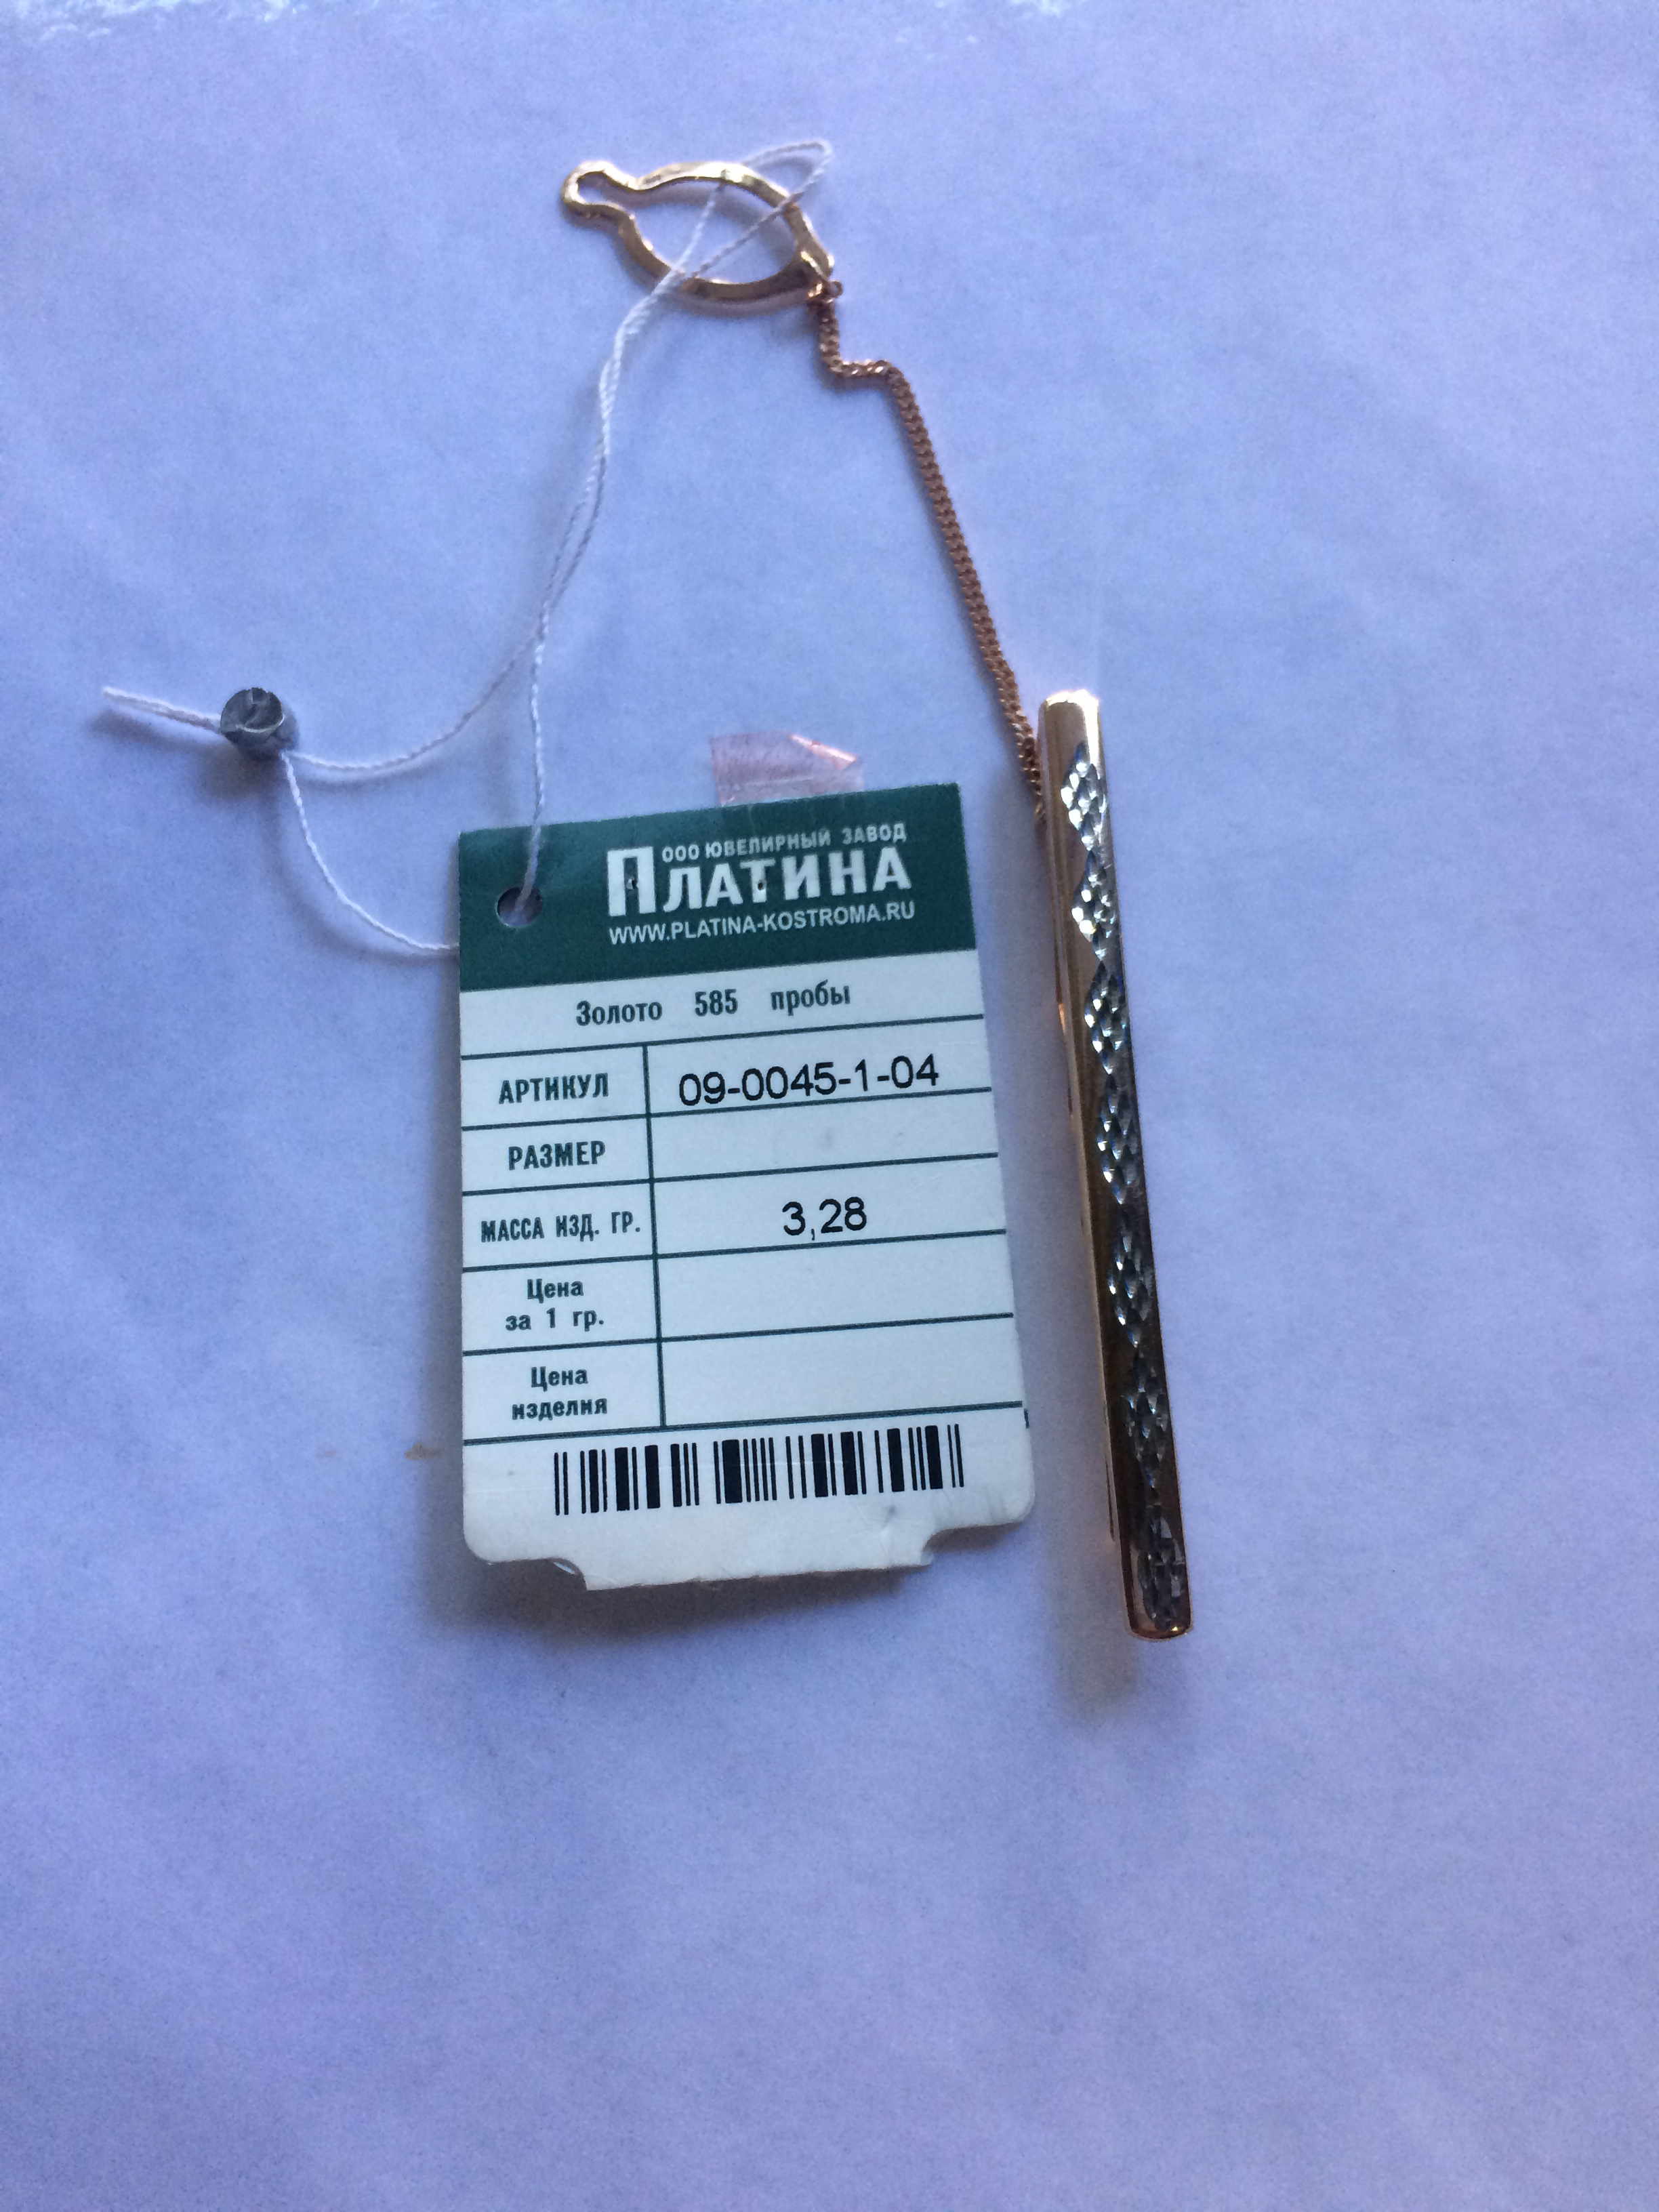 ООО ЮВЕЛИРНЫЙ ЗАВОД
ПЛАТИНА
WWW.PLATINA-KOSTROMA.RU
Золото 585 пробы
АРТИКУЛ 09-0045-1-04
РАЗМЕР
МАССА ИЗД. ГР. 3,28
Цена
за 1 гр.
Цена
изделия